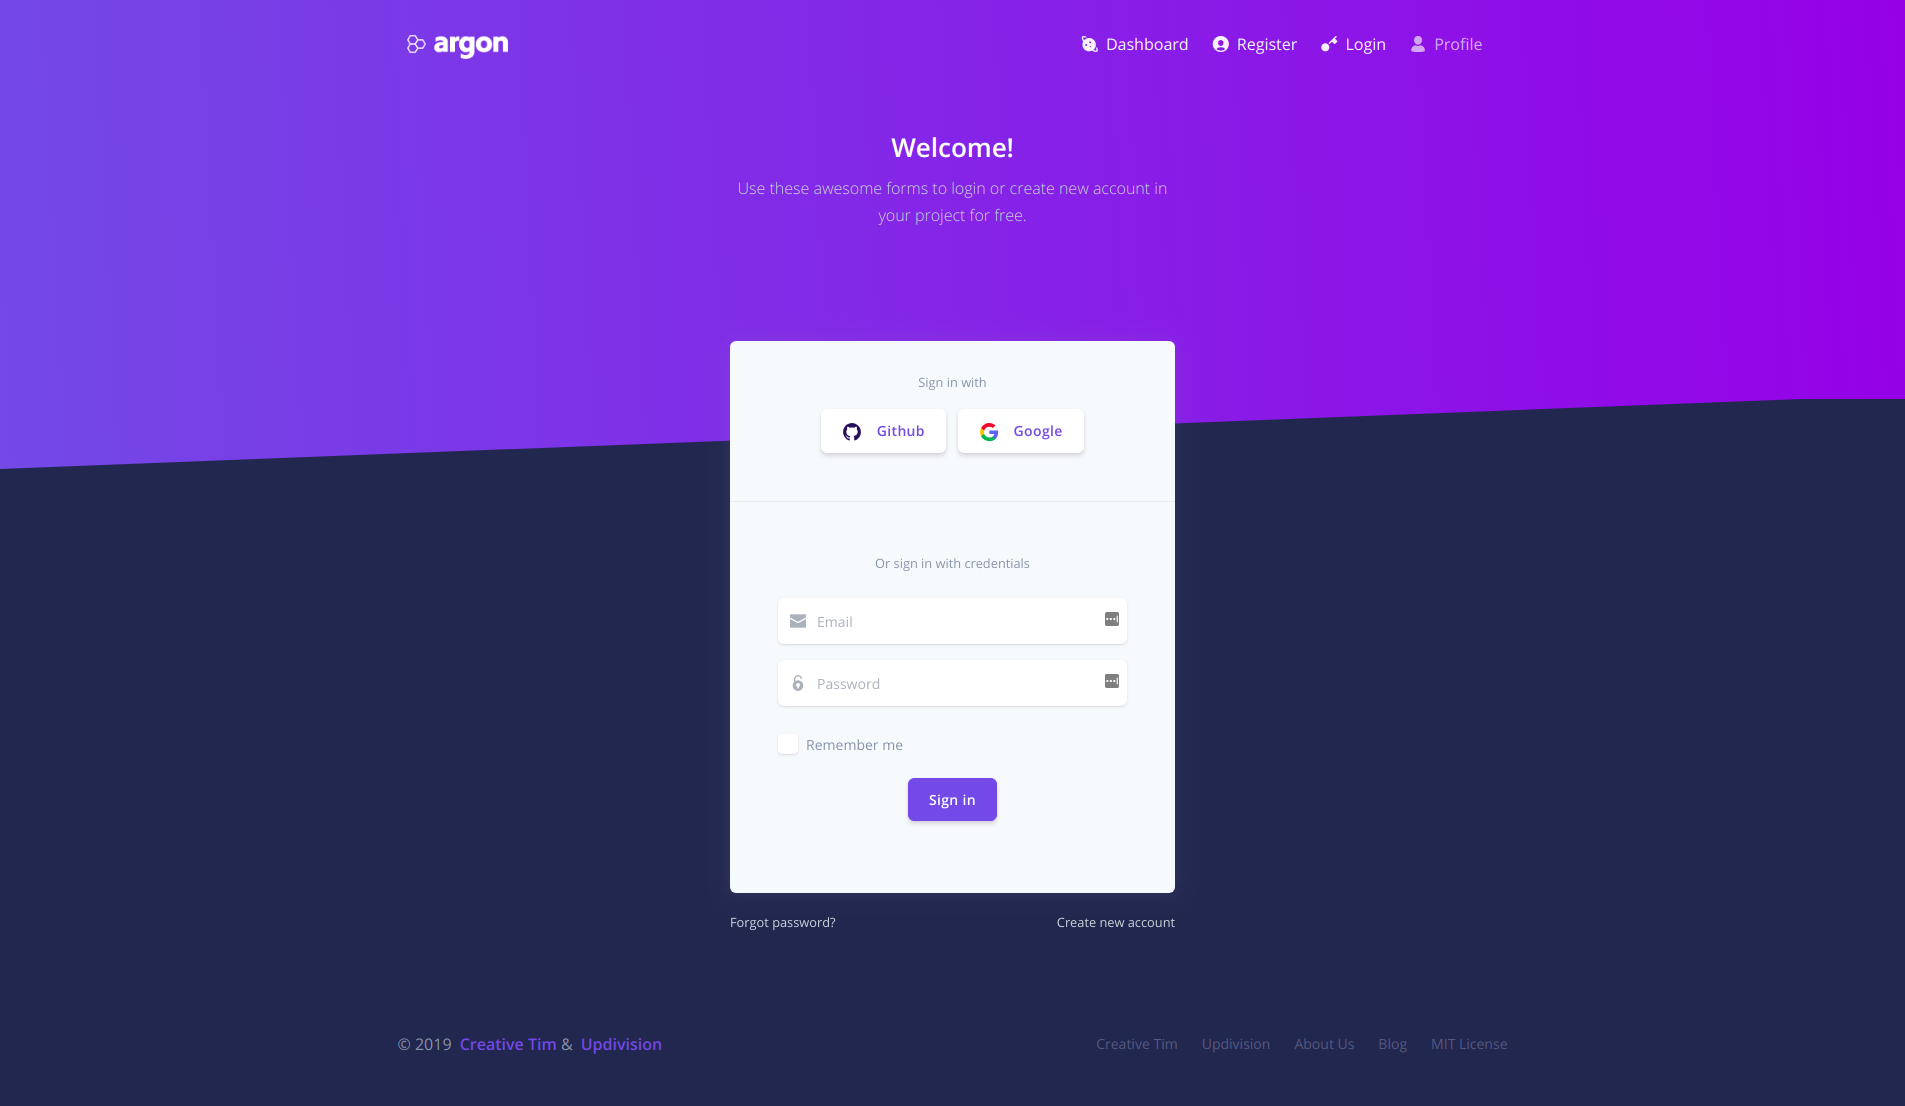 argon Dashboard Register Login Profile
Welcome!
Use these awesome forms to login or create new account in
your project for free.
Sign in with
Github Google
Or sign in with credentials
Email
Password
Remember me
Sign in
Forgot password? Create new account
© 2019 Creative Tim & Updivision Creative Tim Updivision About Us Blog MIT License